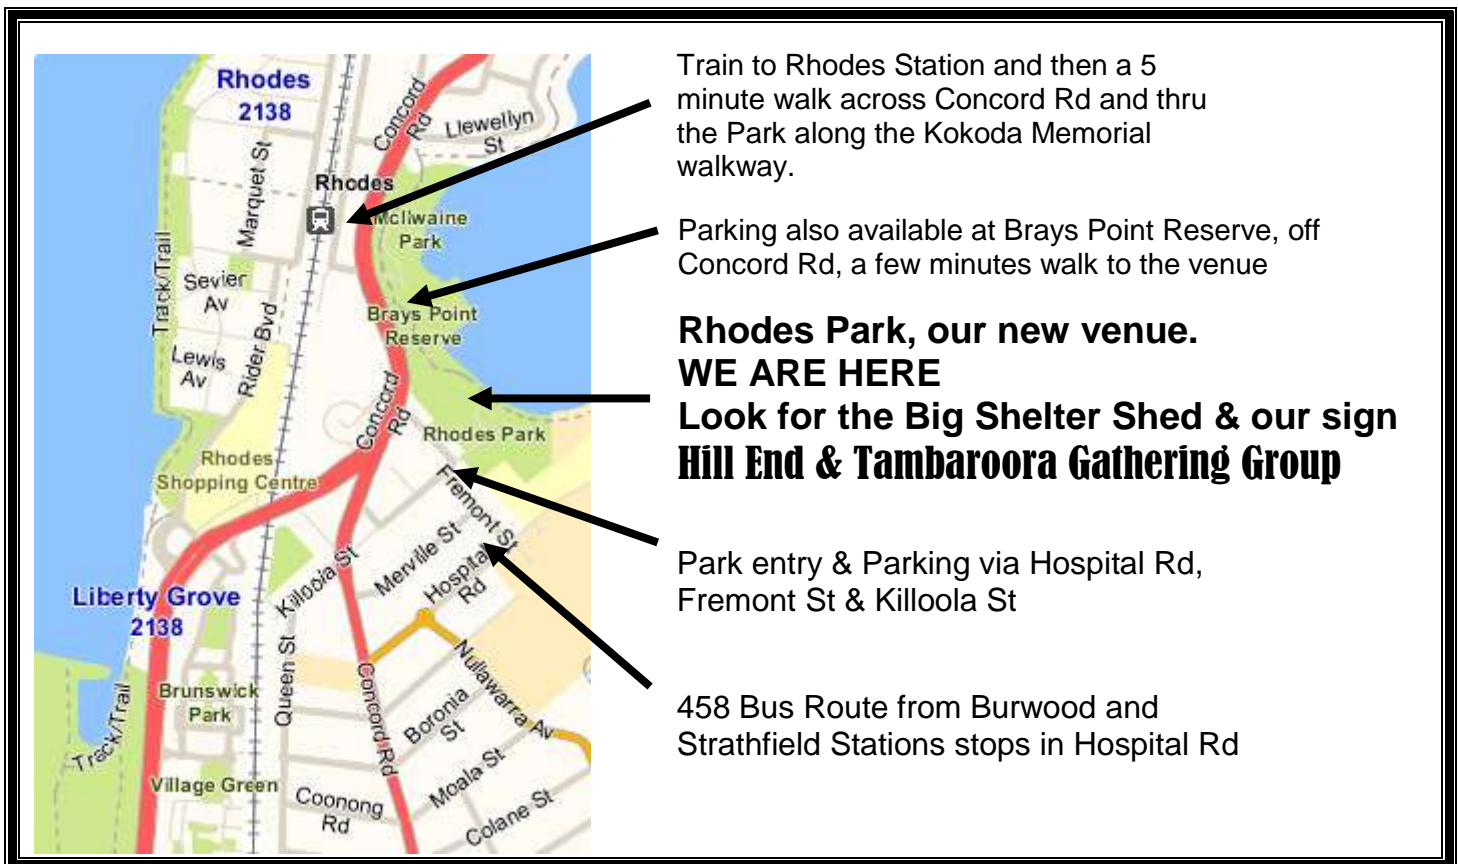 Rhodes
2138
Concord
Rd
Llewellyn
St
Marquet St
Rhodes
McIlwaine
Park
Track/Trail
Sevier
Av
Rider Bvd
Brays Point
Reserve
Lewis
Av
Concord
Rd
Rhodes Park
Rhodes
Shopping Centre
Fremont St
Merville St
Hospital
Rd
Killoola St
Liberty Grove
2138
Queen St
Nullawarra Av
Brunswick
Park
Concord Rd
Boronia
St
Track/Trail
Village Green
Moala St
Coonong
Rd
Colane St
Train to Rhodes Station and then a 5
minute walk across Concord Rd and thru
the Park along the Kokoda Memorial
walkway.
Parking also available at Brays Point Reserve, off
Concord Rd, a few minutes walk to the venue
Rhodes Park, our new venue.
WE ARE HERE
Look for the Big Shelter Shed & our sign
Hill End & Tambaroora Gathering Group
Park entry & Parking via Hospital Rd,
Fremont St & Killoola St
458 Bus Route from Burwood and
Strathfield Stations stops in Hospital Rd